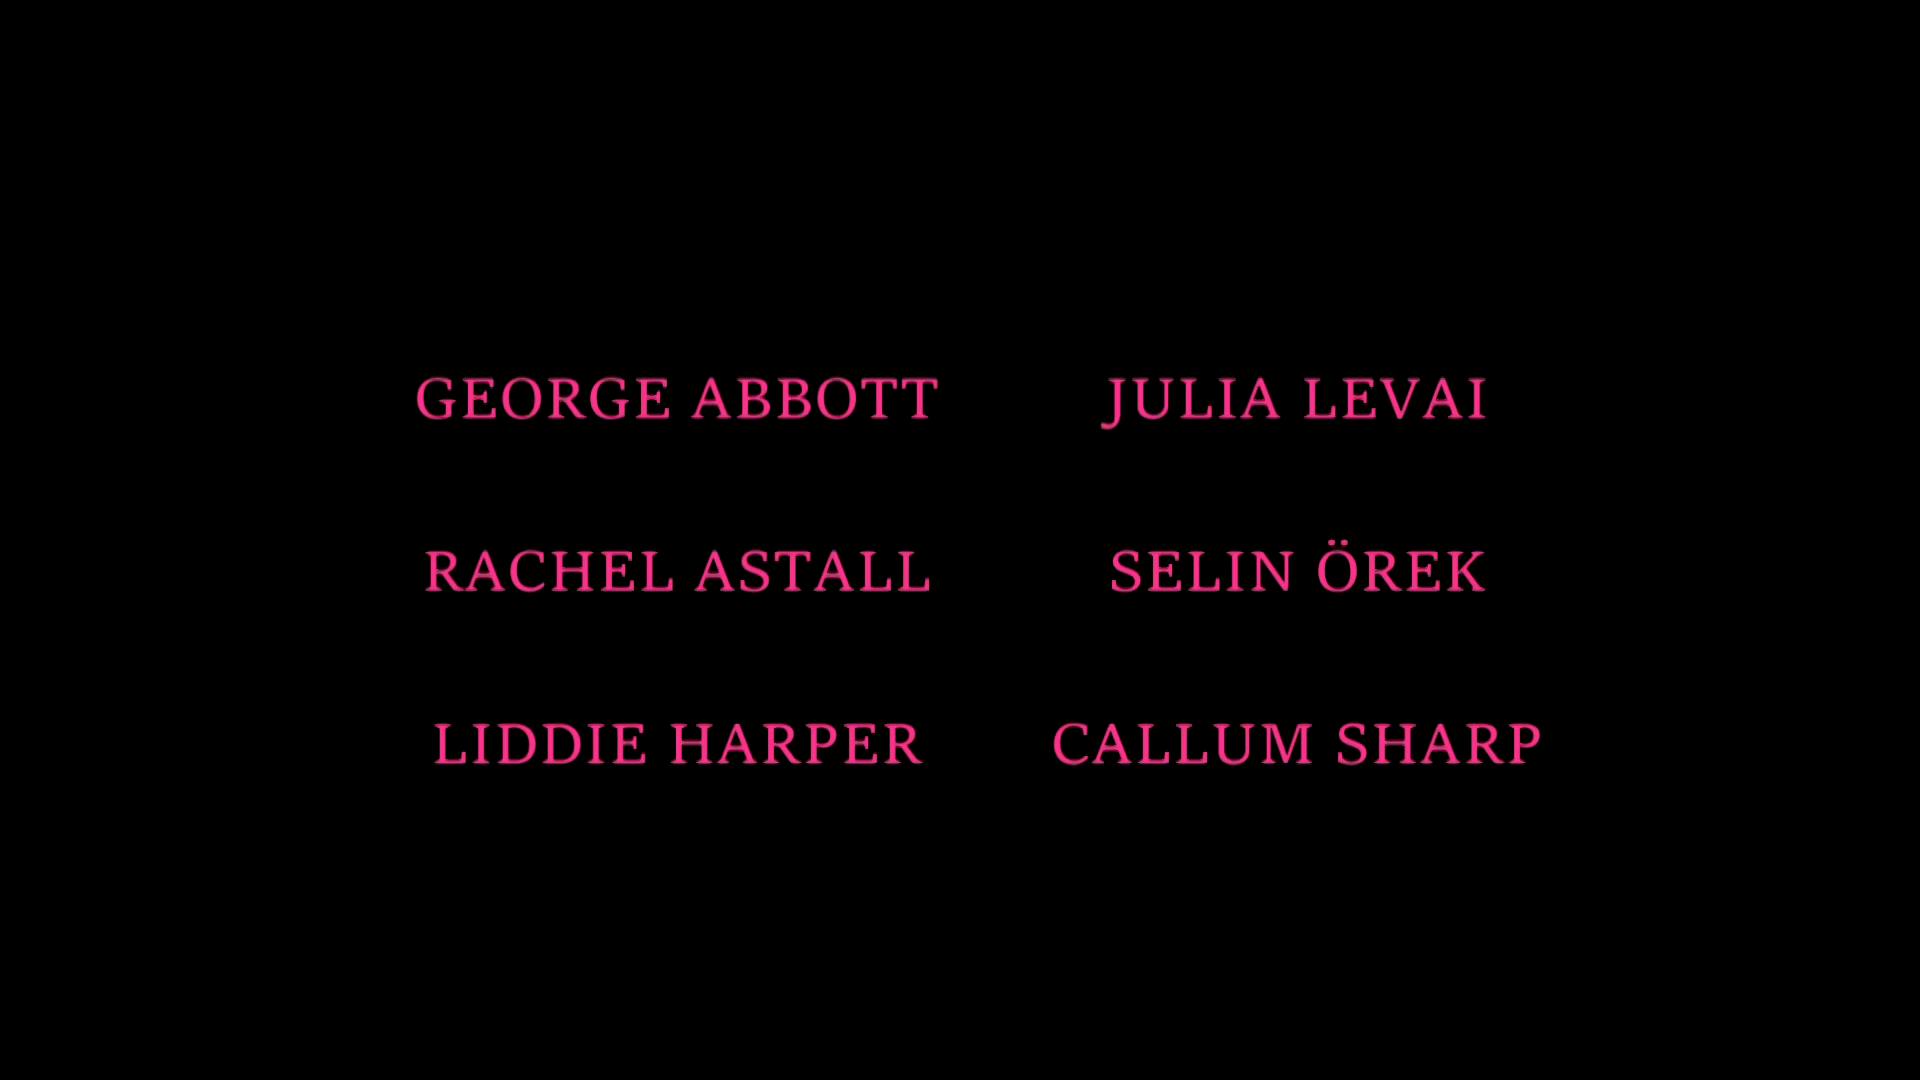 GEORGE ABBOTT
JULIA LEVAI
RACHEL ASTALL
SELIN ÖREK
LIDDIE HARPER
CALLUM SHARP